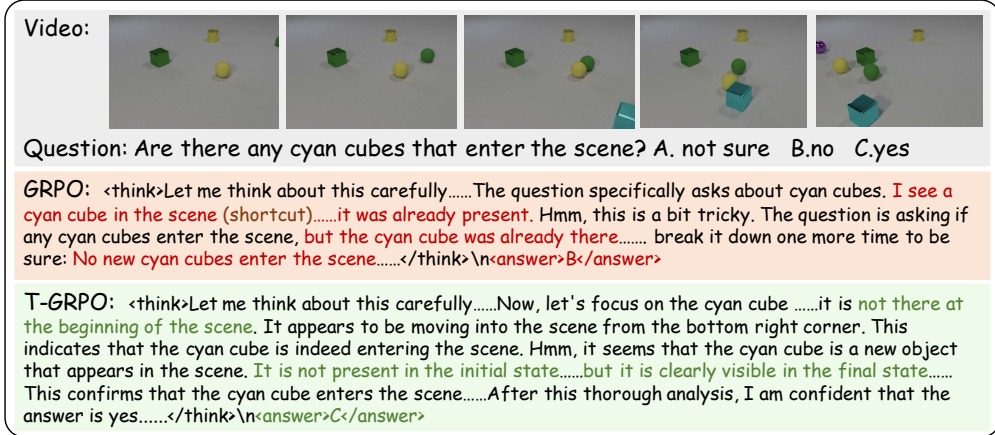 Video:
Question: Are there any cyan cubes that enter the scene? A. not sure B.no C.yes
GRPO: <think>Let me think about this carefully......The question specifically asks about cyan cubes. I see a
cyan cube in the scene (shortcut)......it was already present. Hmm, this is a bit tricky. The question is asking if
any cyan cubes enter the scene, but the cyan cube was already there....... break it down one more time to be
sure: No new cyan cubes enter the scene......</think>\n<answer>B</answer>
T-GRPO: <think>Let me think about this carefully......Now, let's focus on the cyan cube ......it is not there at
the beginning of the scene. It appears to be moving into the scene from the bottom right corner. This
indicates that the cyan cube is indeed entering the scene. Hmm, it seems that the cyan cube is a new object
that appears in the scene. It is not present in the initial state......but it is clearly visible in the final state......
This confirms that the cyan cube enters the scene......After this thorough analysis, I am confident that the
answer is yes......</think>\n<answer>C</answer>